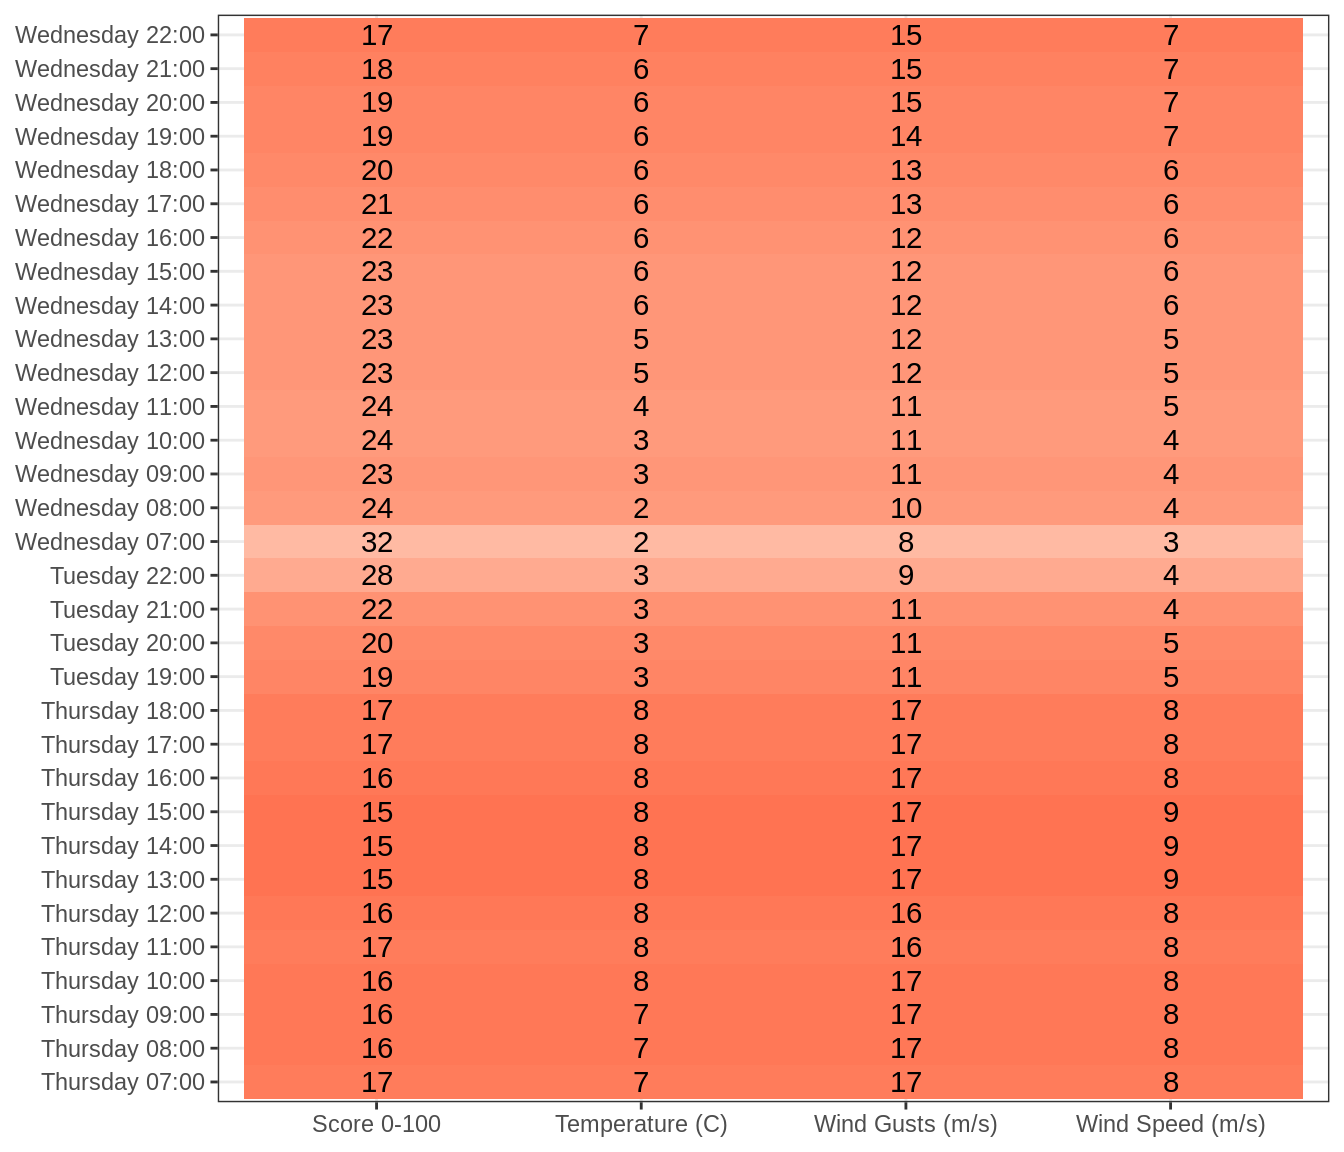 Wednesday 22:00 17 7 15 7
Wednesday 21:00 18 6 15 7
Wednesday 20:00 19 6 15 7
Wednesday 19:00 19 6 14 7
Wednesday 18:00 20 6 13 6
Wednesday 17:00 21 6 13 6
Wednesday 16:00 22 6 12 6
Wednesday 15:00 23 6 12 6
Wednesday 14:00 23 6 12 6
Wednesday 13:00 23 5 12 5
Wednesday 12:00 23 5 12 5
Wednesday 11:00 24 4 11 5
Wednesday 10:00 24 3 11 4
Wednesday 09:00 23 3 11 4
Wednesday 08:00 24 2 10 4
Wednesday 07:00 32 2 8 3
Tuesday 22:00 28 3 9 4
Tuesday 21:00 22 3 11 4
Tuesday 20:00 20 3 11 5
Tuesday 19:00 19 3 11 5
Thursday 18:00 17 8 17 8
Thursday 17:00 17 8 17 8
Thursday 16:00 16 8 17 8
Thursday 15:00 15 8 17 9
Thursday 14:00 15 8 17 9
Thursday 13:00 15 8 17 9
Thursday 12:00 16 8 16 8
Thursday 11:00 17 8 16 8
Thursday 10:00 16 8 17 8
Thursday 09:00 16 7 17 8
Thursday 08:00 16 7 17 8
Thursday 07:00 17 7 17 8
Score 0-100 Temperature (C) Wind Gusts (m/s) Wind Speed (m/s)